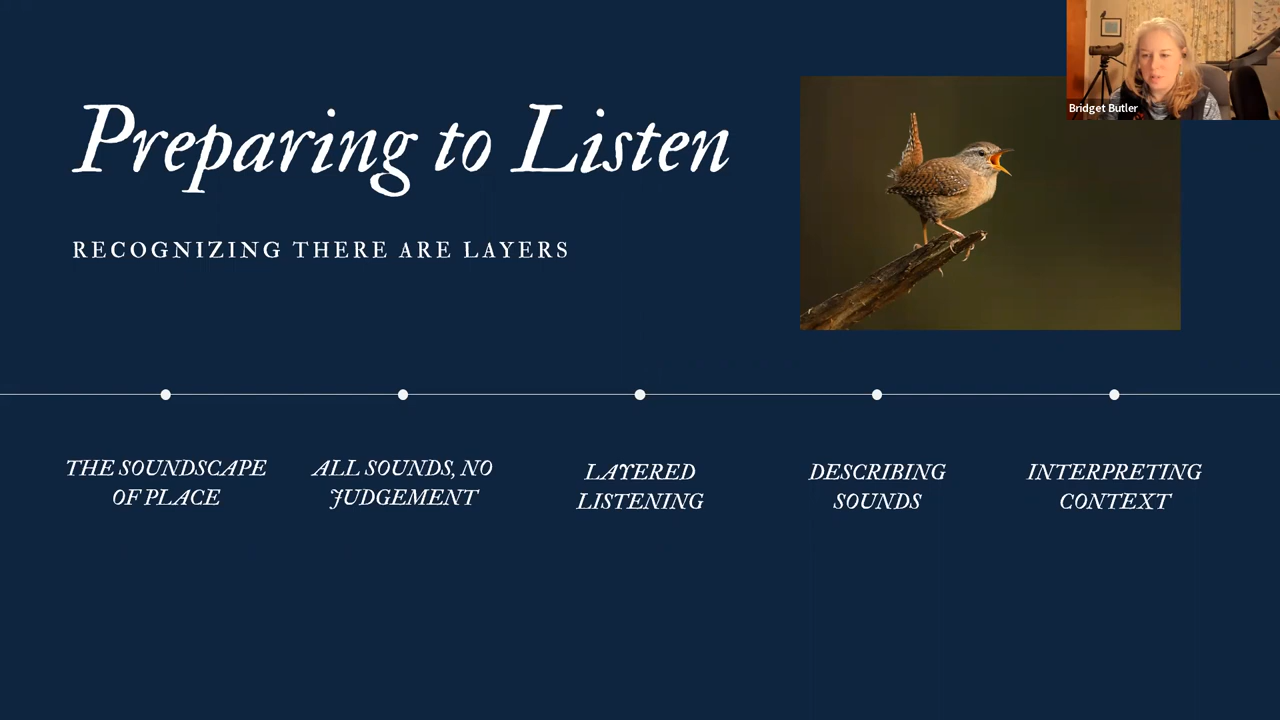 Bridget Butler
Preparing to Listen
RECOGNIZING THERE ARE LAYERS
THE SOUNDSCAPE
OF PLACE
ALL SOUNDS, NO
JUDGEMENT
LAYERED
LISTENING
DESCRIBING
SOUNDS
INTERPRETING
CONTEXT